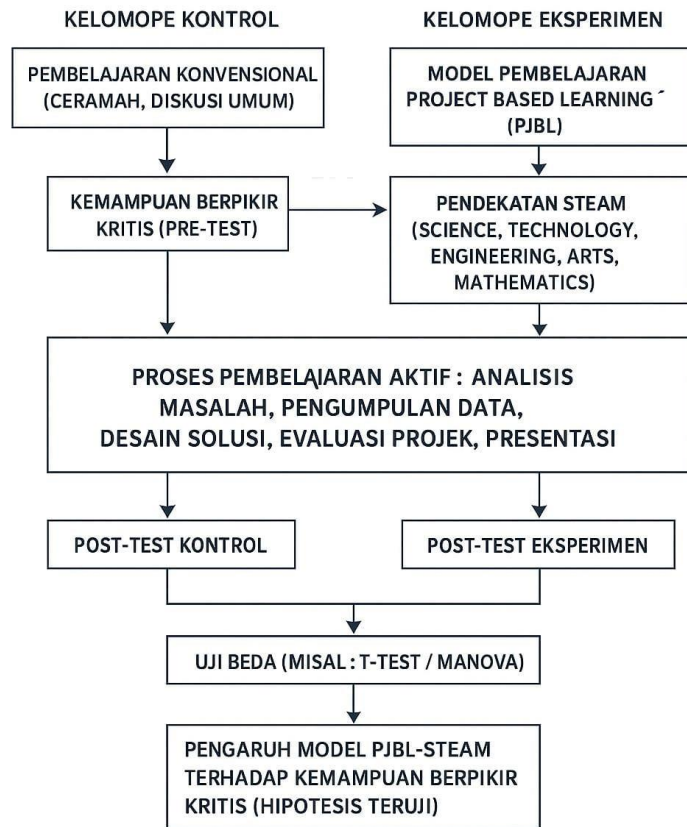 KELOMOPE KONTROL
KELOMOPE EKSPERIMEN
PEMBELAJARAN KONVENSIONAL
(CERAMAH, DISKUSI UMUM)
MODEL PEMBELAJARAN
PROJECT BASED LEARNING ´
(PJBL)
KEMAMPUAN BERPIKIR
KRITIS (PRE-TEST)
PENDEKATAN STEAM
(SCIENCE, TECHNOLOGY,
ENGINEERING, ARTS,
MATHEMATICS)
PROSES PEMBELAJARAN AKTIF : ANALISIS
MASALAH, PENGUMPULAN DATA,
DESAIN SOLUSI, EVALUASI PROJEK, PRESENTASI
POST-TEST KONTROL
POST-TEST EKSPERIMEN
UJI BEDA (MISAL : T-TEST / MANOVA)
PENGARUH MODEL PJBL-STEAM
TERHADAP KEMAMPUAN BERPIKIR
KRITIS (HIPOTESIS TERUJI)